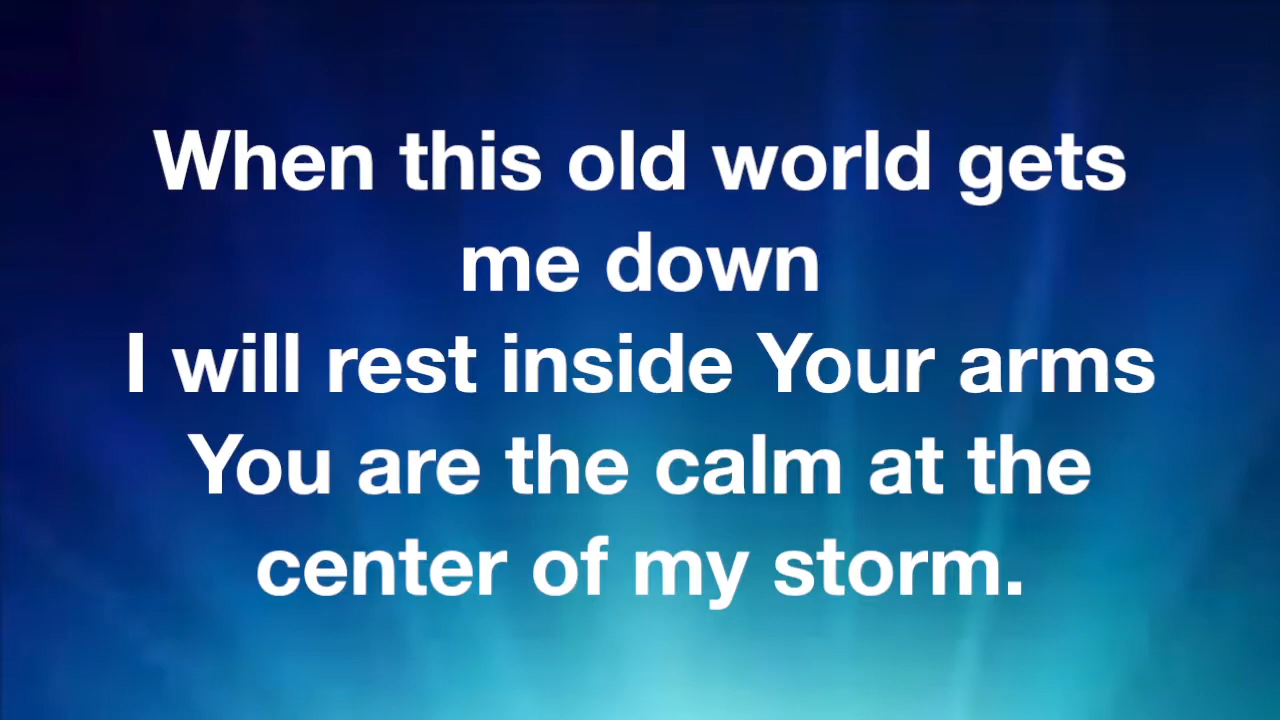 When this old world gets
me down
I will rest inside Your arms
You are the calm at the
center of my storm.